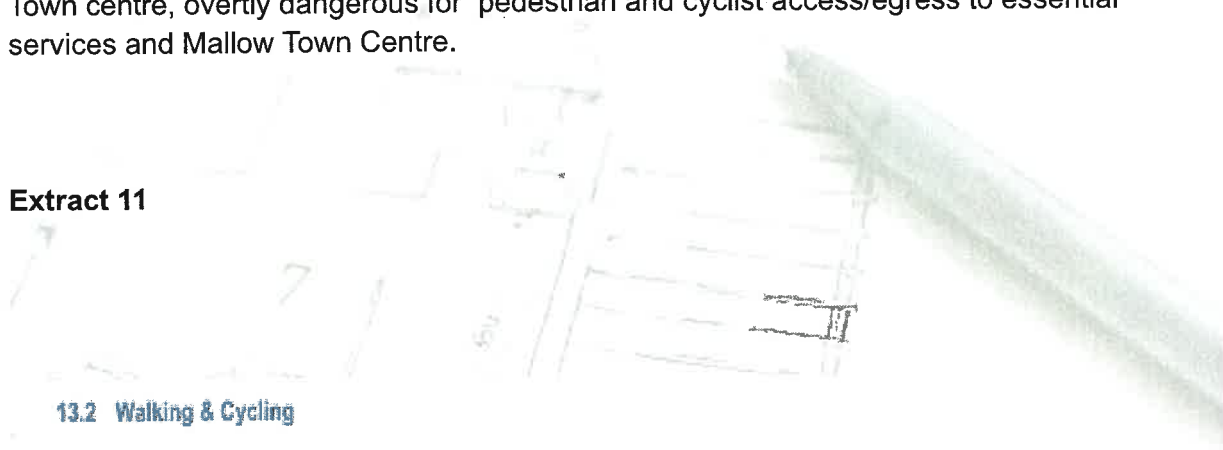 Town centre, overtly dangerous for pedestrian and cyclist access/egress to essential
services and Mallow Town Centre.
Extract 11
7
13.2 Walking & Cycling